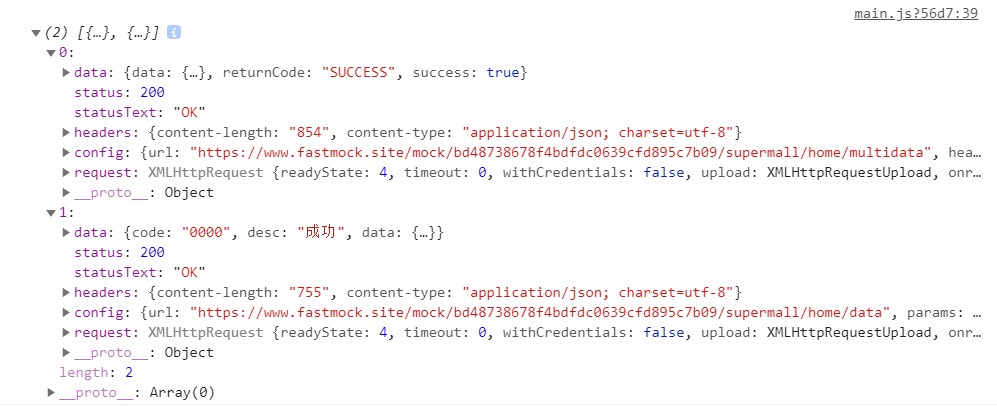 main.js?56d7:39
▼(2) [{…}, {…}] i
▼0:
▶data: {data: {…}, returnCode: "SUCCESS", success: true}
status: 200
statusText: "OK"
▶headers: {content-length: "854", content-type: "application/json; charset=utf-8"}
▶config: {url: "https://www.fastmock.site/mock/bd48738678f4bdfdc0639cfd895c7b09/supermall/home/multidata", hea…
▶request: XMLHttpRequest {readyState: 4, timeout: 0, withCredentials: false, upload: XMLHttpRequestUpload, onr…
▶__proto__: Object
▼1:
▶data: {code: "0000", desc: "成功", data: {…}}
status: 200
statusText: "OK"
▶headers: {content-length: "755", content-type: "application/json; charset=utf-8"}
▶config: {url: "https://www.fastmock.site/mock/bd48738678f4bdfdc0639cfd895c7b09/supermall/home/data", params: …
▶request: XMLHttpRequest {readyState: 4, timeout: 0, withCredentials: false, upload: XMLHttpRequestUpload, onr…
▶__proto__: Object
length: 2
▶__proto__: Array(0)